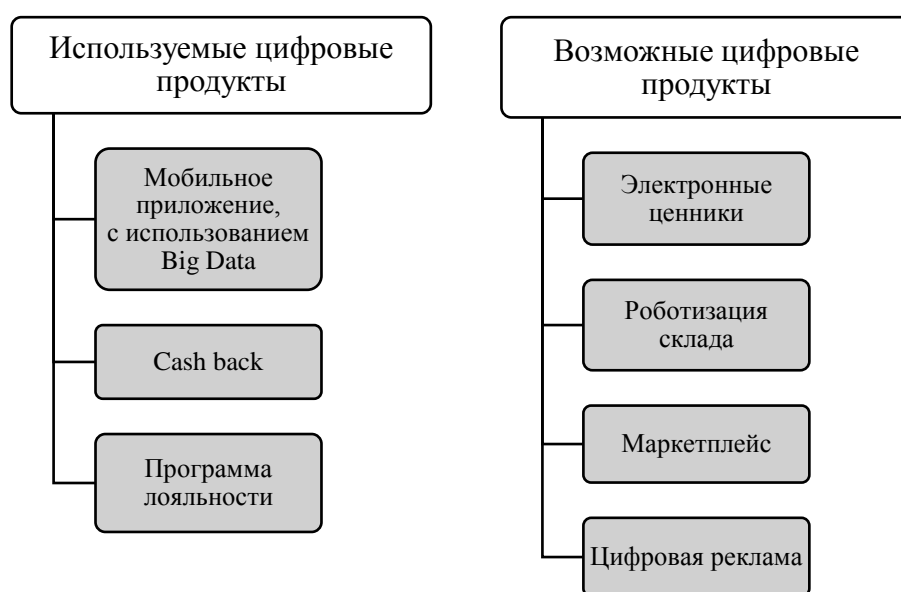 Используемые цифровые
продукты
Мобильное
приложение,
с использованием
Big Data
Cash back
Программа
лояльности
Возможные цифровые
продукты
Электронные
ценники
Роботизация
склада
Маркетплейс
Цифровая реклама